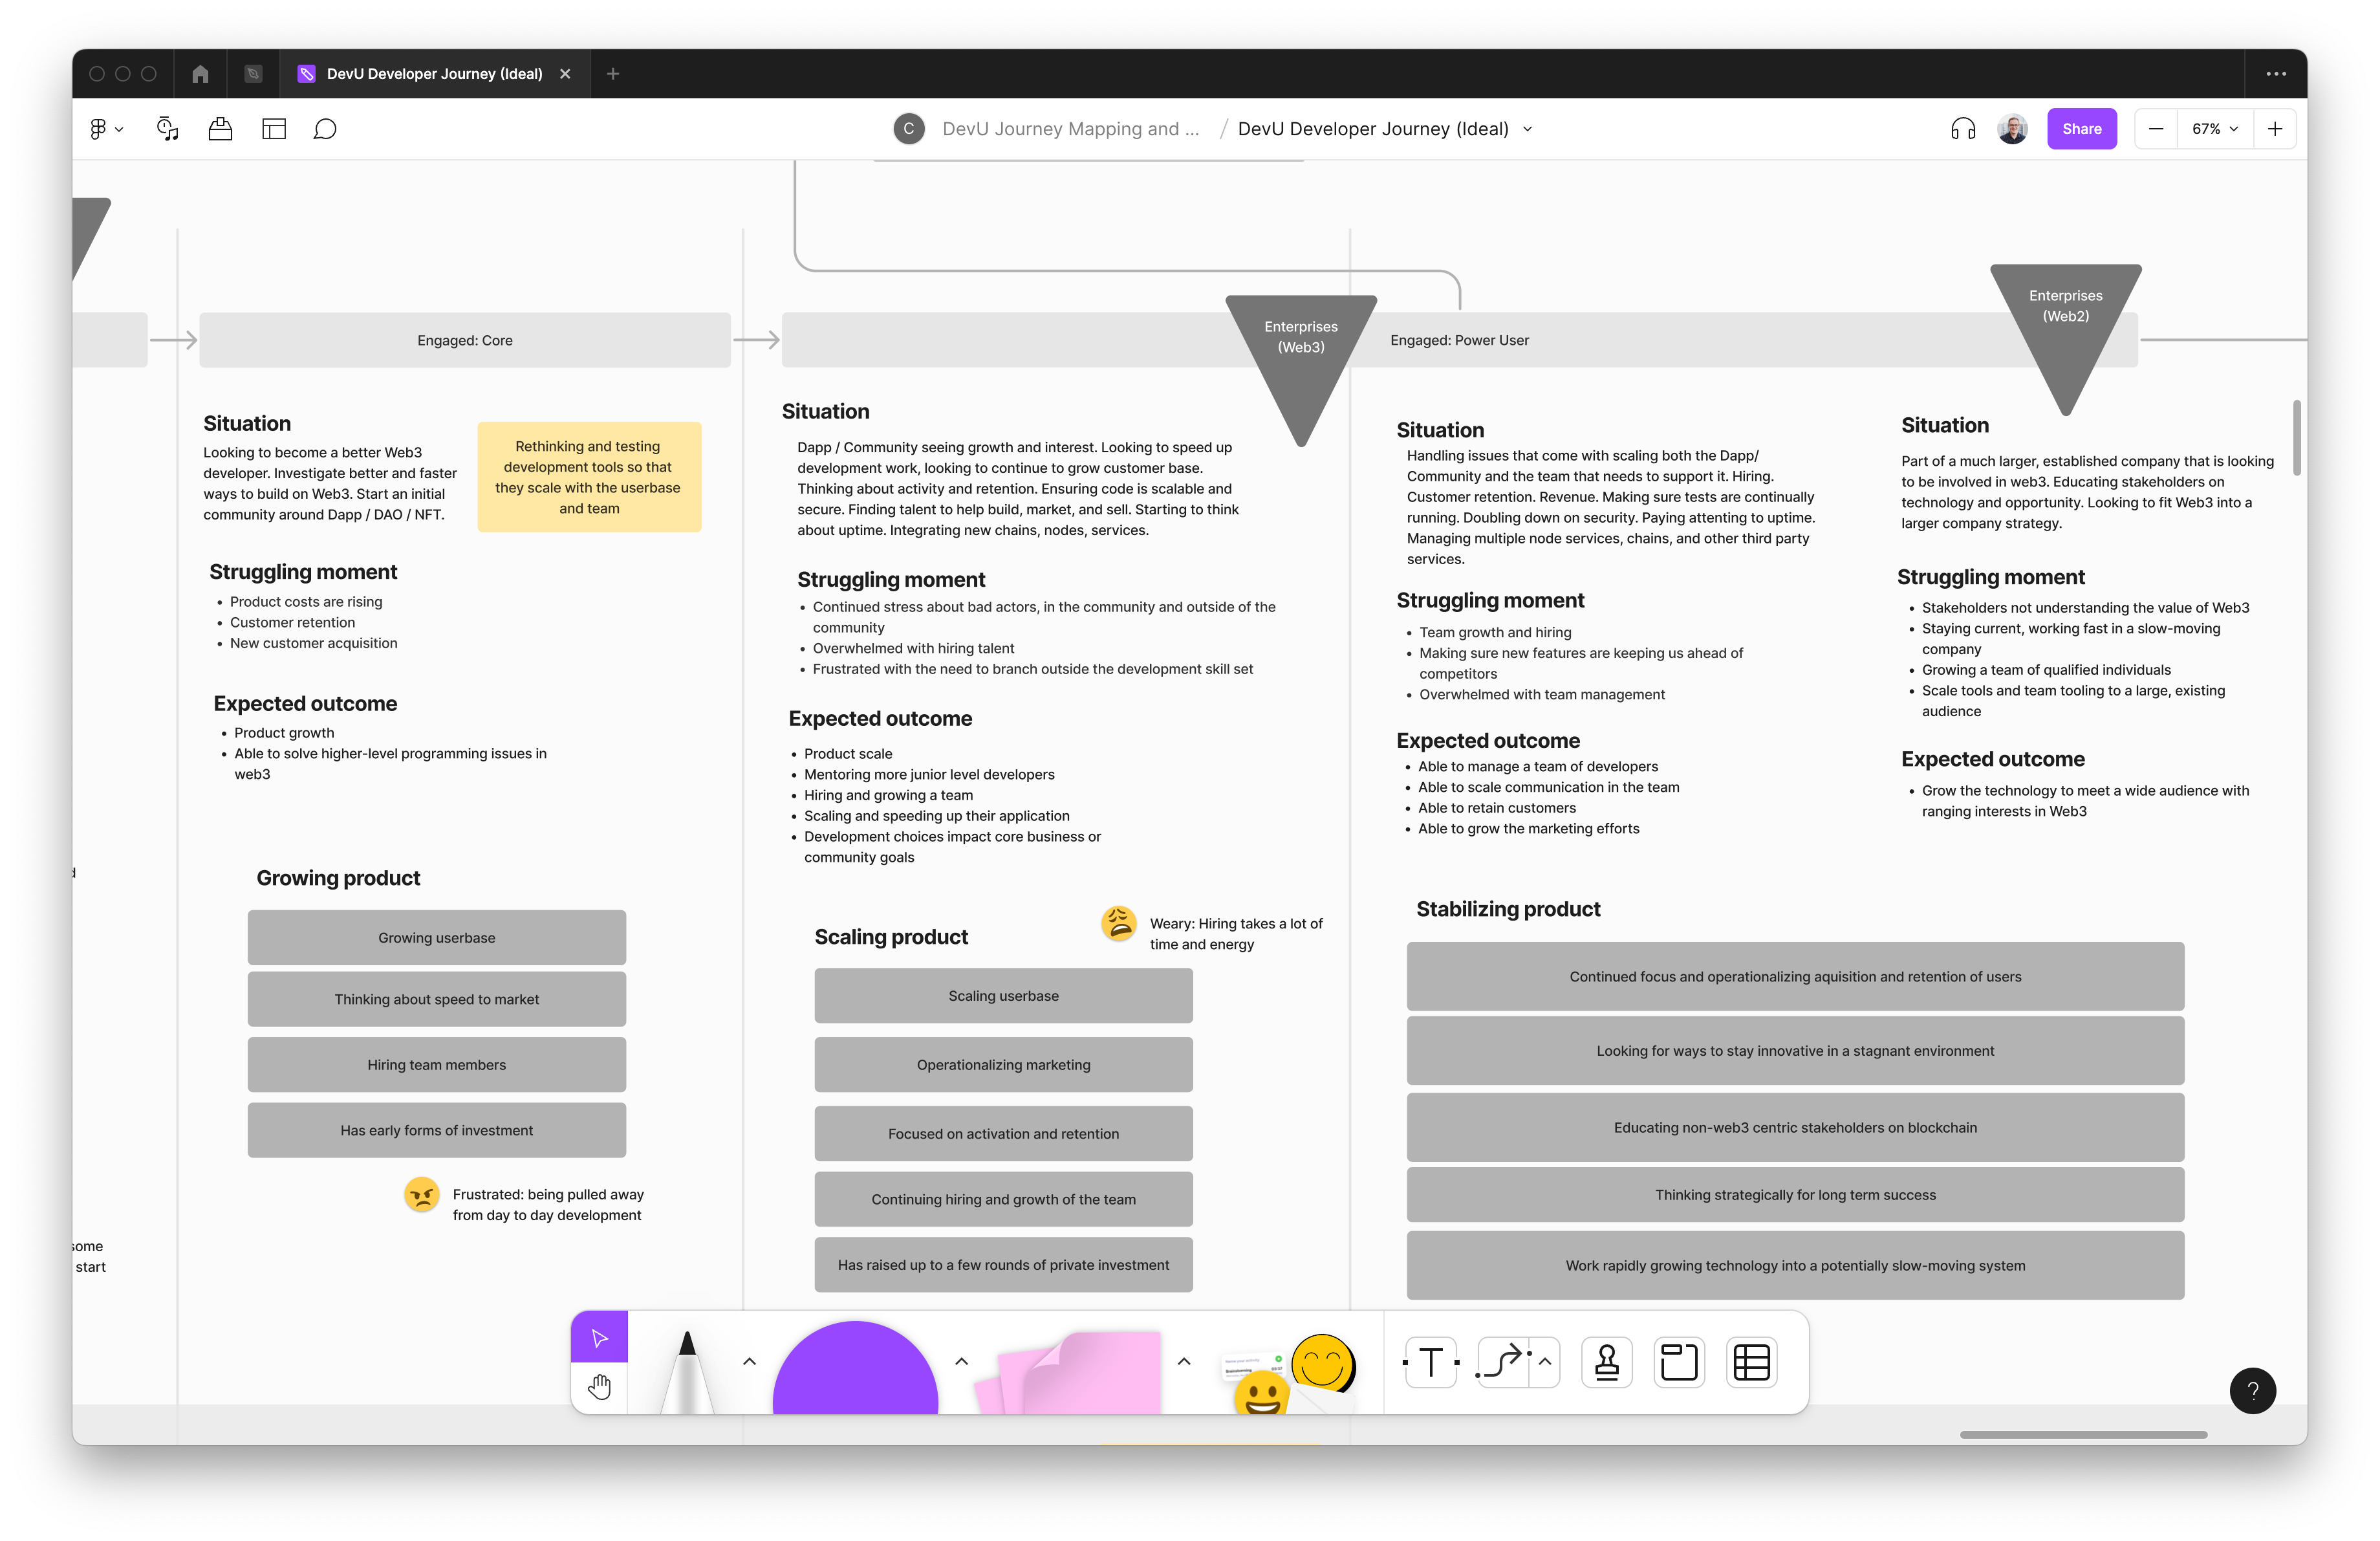 DevU Developer Journey (Ideal)
C
DevU Journey Mapping and ...
/ DevU Developer Journey (Ideal)
Share
67%
Enterprises
(Web3)
Enterprises
(Web2)
Engaged: Core
Engaged: Power User
Situation
Looking to become a better Web3
developer. Investigate better and faster
ways to build on Web3. Start an initial
community around Dapp / DAO / NFT.
Rethinking and testing
development tools so that
they scale with the userbase
and team
Struggling moment
• Product costs are rising
• Customer retention
• New customer acquisition
Expected outcome
• Product growth
• Able to solve higher-level programming issues in
web3
Growing product
Growing userbase
Thinking about speed to market
Hiring team members
Has early forms of investment
Frustrated: being pulled away
from day to day development
Situation
Dapp / Community seeing growth and interest. Looking to speed up
development work, looking to continue to grow customer base.
Thinking about activity and retention. Ensuring code is scalable and
secure. Finding talent to help build, market, and sell. Starting to think
about uptime. Integrating new chains, nodes, services.
Struggling moment
• Continued stress about bad actors, in the community and outside of the
community
• Overwhelmed with hiring talent
• Frustrated with the need to branch outside the development skill set
Expected outcome
• Product scale
• Mentoring more junior level developers
• Hiring and growing a team
• Scaling and speeding up their application
• Development choices impact core business or
community goals
Weary: Hiring takes a lot of
time and energy
Scaling product
Scaling userbase
Operationalizing marketing
Focused on activation and retention
Continuing hiring and growth of the team
Has raised up to a few rounds of private investment
Situation
Handling issues that come with scaling both the Dapp/
Community and the team that needs to support it. Hiring.
Customer retention. Revenue. Making sure tests are continually
running. Doubling down on security. Paying attenting to uptime.
Managing multiple node services, chains, and other third party
services.
Struggling moment
• Team growth and hiring
• Making sure new features are keeping us ahead of
competitors
• Overwhelmed with team management
Expected outcome
• Able to manage a team of developers
• Able to scale communication in the team
• Able to retain customers
• Able to grow the marketing efforts
Situation
Part of a much larger, established company that is looking
to be involved in web3. Educating stakeholders on
technology and opportunity. Looking to fit Web3 into a
larger company strategy.
Struggling moment
• Stakeholders not understanding the value of Web3
• Staying current, working fast in a slow-moving
company
• Growing a team of qualified individuals
• Scale tools and team tooling to a large, existing
audience
Expected outcome
• Grow the technology to meet a wide audience with
ranging interests in Web3
Stabilizing product
Continued focus and operationalizing aquisition and retention of users
Looking for ways to stay innovative in a stagnant environment
Educating non-web3 centric stakeholders on blockchain
Thinking strategically for long term success
Work rapidly growing technology into a potentially slow-moving system
some
start
T
?